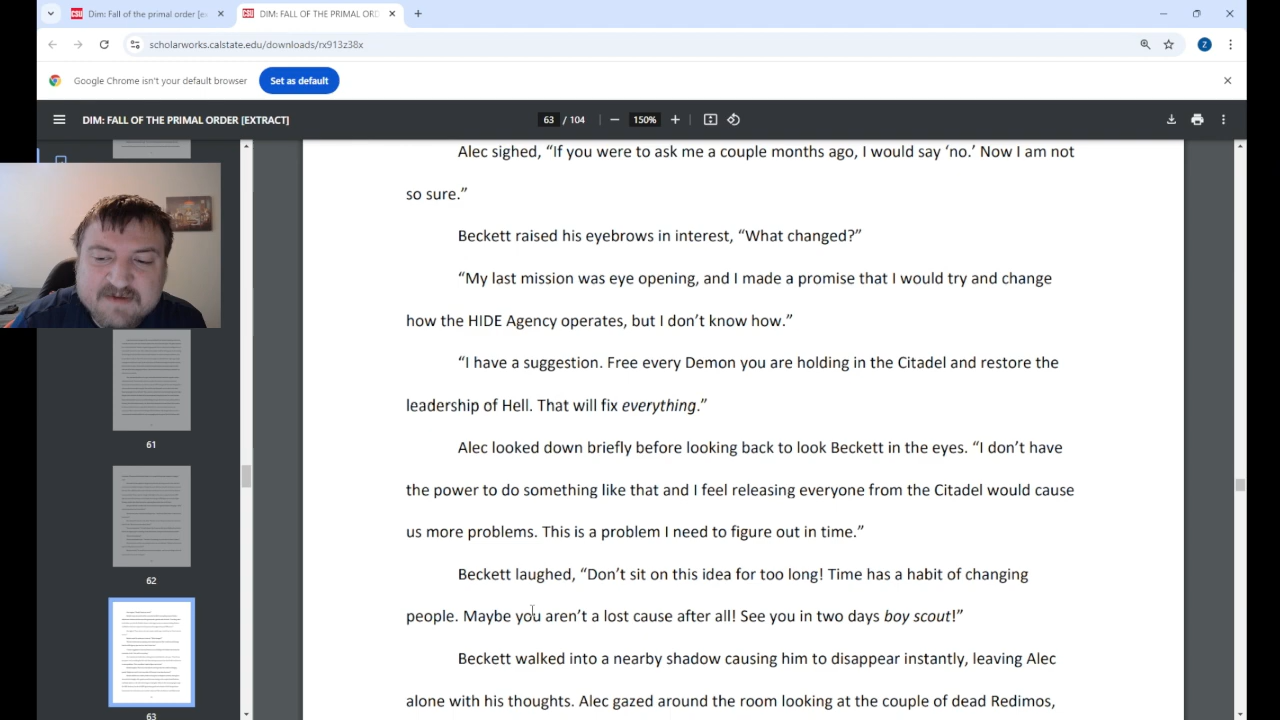 DIM: Fall of the primal order [e
DIM: FALL OF THE PRIMAL ORD
scholarworks.calstate.edu/downloads/rx913z38x
Z
Google Chrome isn't your default browser
Set as default
DIM: FALL OF THE PRIMAL ORDER [EXTRACT]
63 / 104
150%
Alec sighed, “If you were to ask me a couple months ago, I would say ‘no.’ Now I am not
so sure.”
Beckett raised his eyebrows in interest, “What changed?”
“My last mission was eye opening, and I made a promise that I would try and change
how the HIDE Agency operates, but I don’t know how.”
“I have a suggestion. Free every Demon you are holding in the Citadel and restore the
leadership of Hell. That will fix everything.”
Alec looked down briefly before looking back to look Beckett in the eyes. “I don’t have
the power to do something like that and I feel releasing everyone from the Citadel would cause
us more problems. This is a problem I need to figure out in time.”
Beckett laughed, “Don’t sit on this idea for too long! Time has a habit of changing
people. Maybe you aren’t a lost cause after all! See you in two days boy scout!”
Beckett walked into a nearby shadow causing him to disappear instantly, leaving Alec
alone with his thoughts. Alec gazed around the room looking at the couple of dead Redimos,
61
62
63